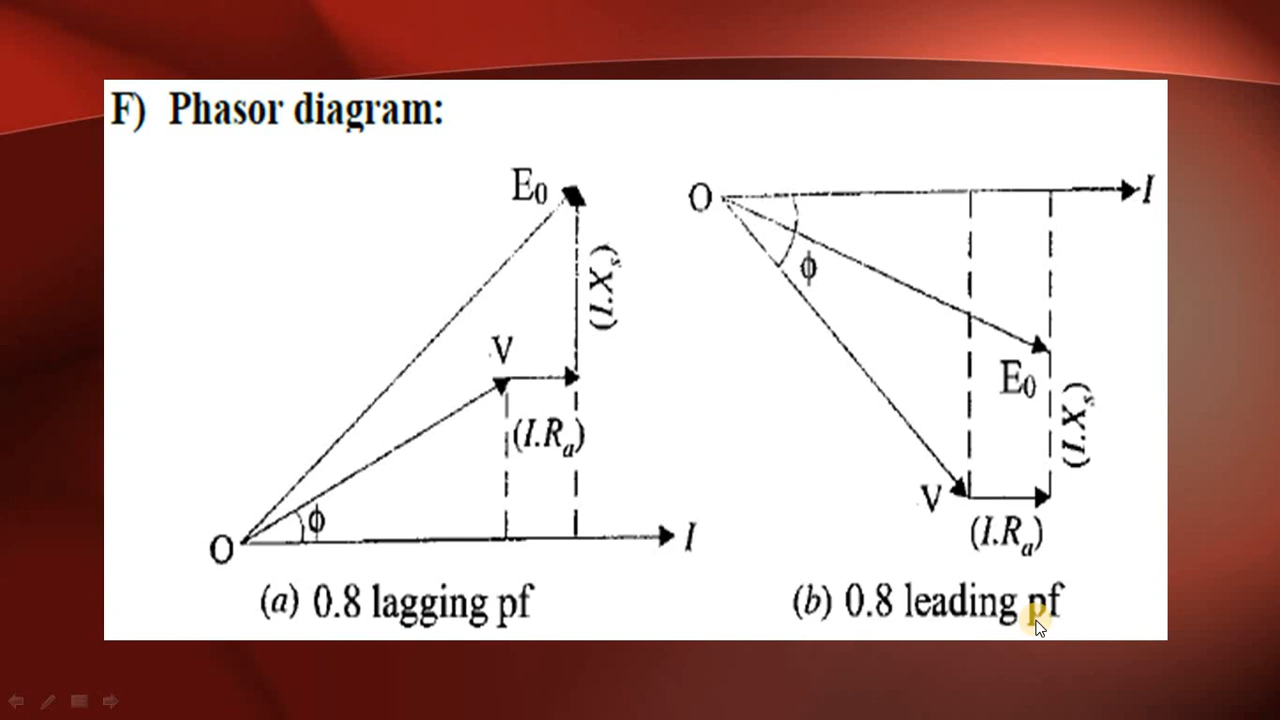 F) Phasor diagram:
E₀
(I.Xₛ)
V
(I.Rₐ)
ϕ
O
I
(a) 0.8 lagging pf
O
I
ϕ
E₀
(I.Xₛ)
V
(I.Rₐ)
(b) 0.8 leading pf